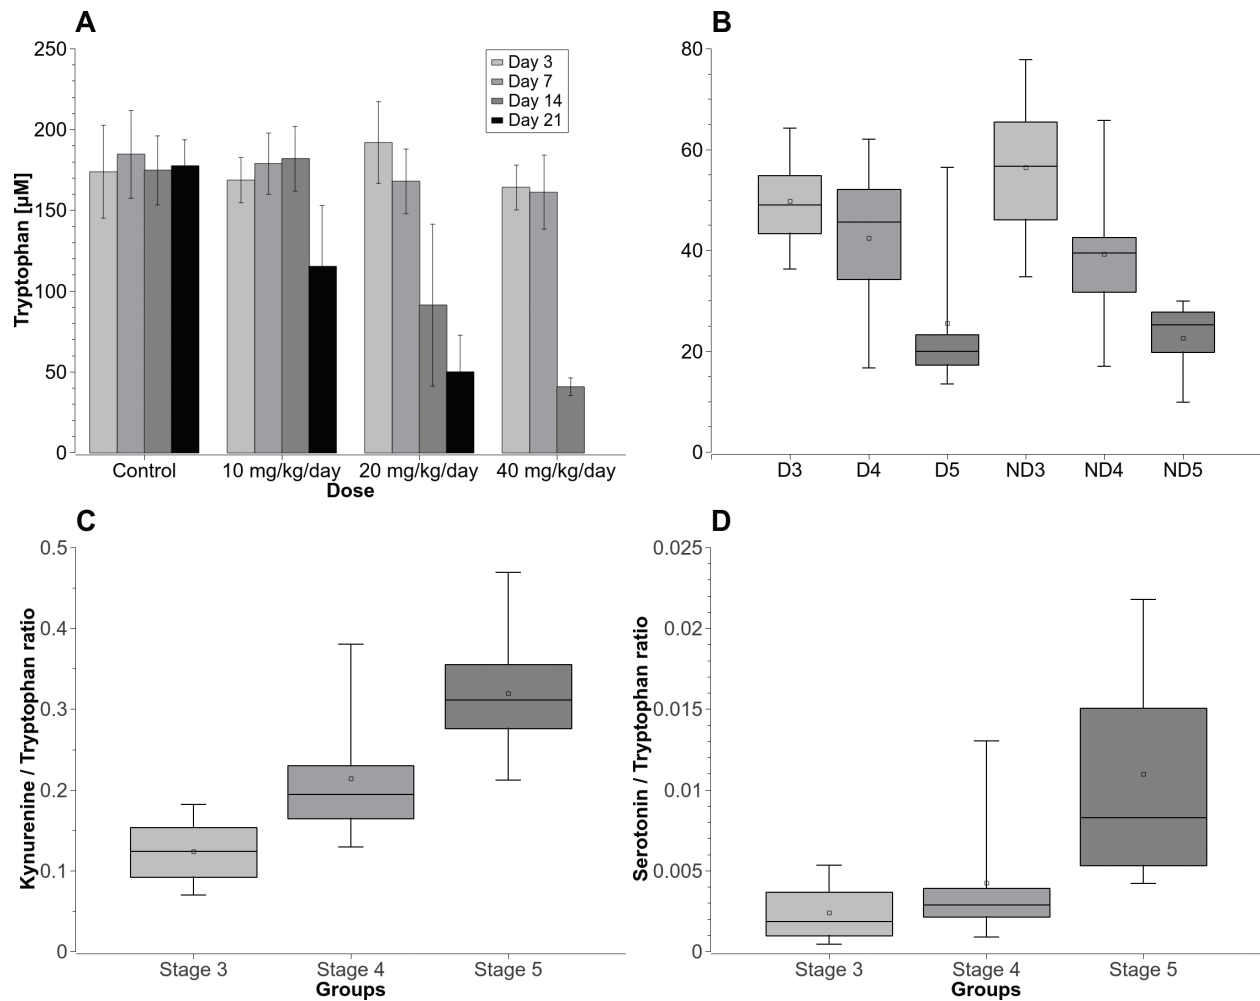 A
Tryptophan [µM]
250
200
150
100
50
0
Day 3
Day 7
Day 14
Day 21
Control
10 mg/kg/day
20 mg/kg/day
40 mg/kg/day
Dose
B
80
60
40
20
0
D3
D4
D5
ND3
ND4
ND5
C
Kynurenine / Tryptophan ratio
0.5
0.4
0.3
0.2
0.1
0
Stage 3
Stage 4
Stage 5
Groups
D
Serotonin / Tryptophan ratio
0.025
0.02
0.015
0.01
0.005
0
Stage 3
Stage 4
Stage 5
Groups